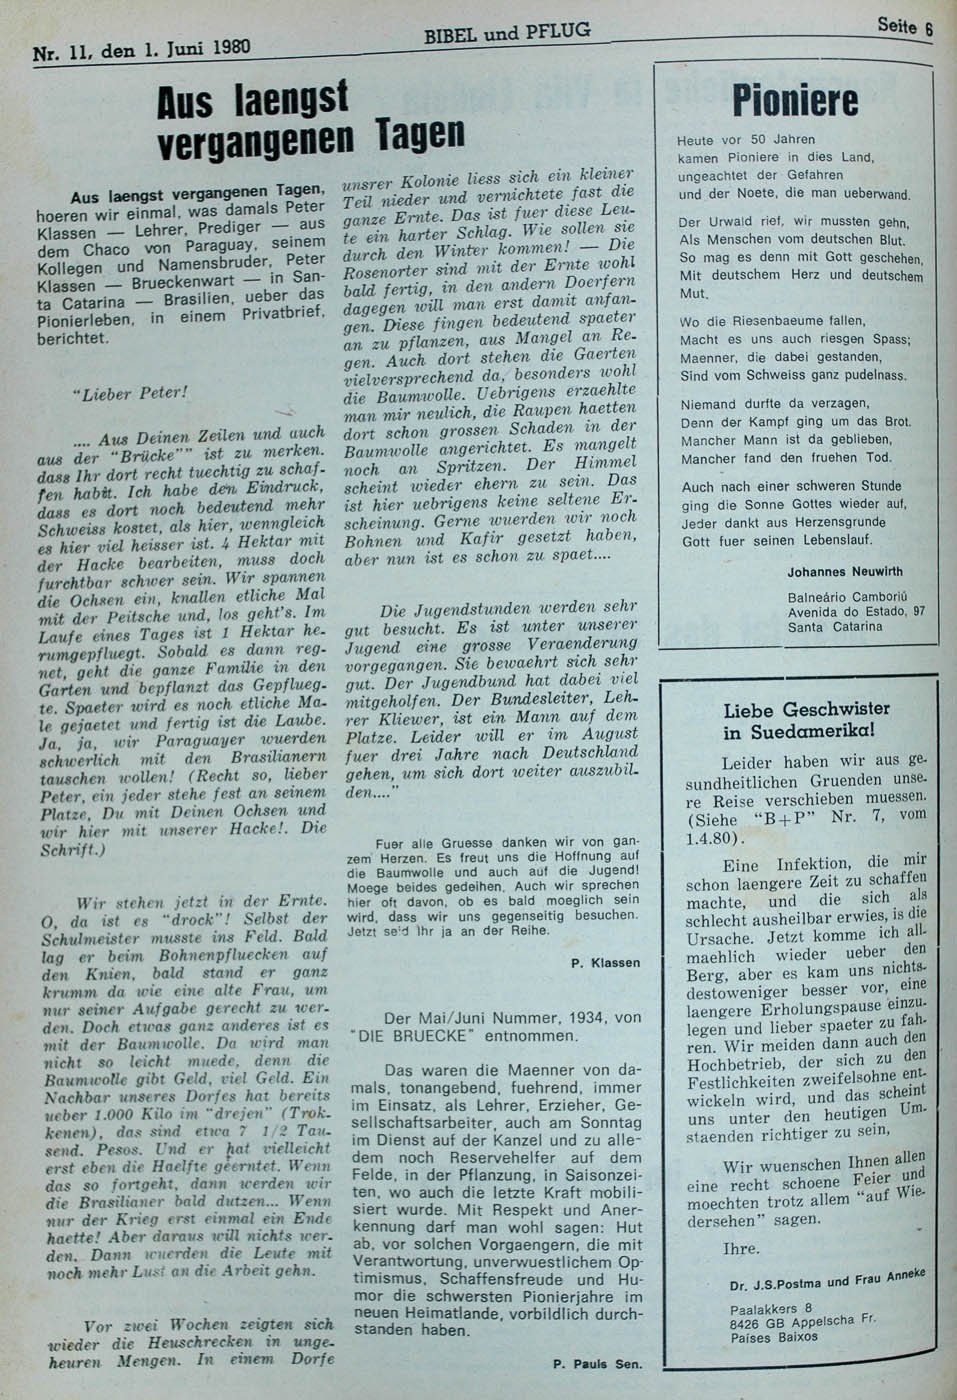 Nr. 11, den 1. Juni 1980
BIBEL und PFLUG
Seite 6
Aus laengst
vergangenen Tagen
Aus laengst vergangenen Tagen,
hoeren wir einmal, was damals Peter
Klassen — Lehrer, Prediger — aus
dem Chaco von Paraguay, seinem
Kollegen und Namensbruder, Peter
Klassen — Brueckenwart — in San-
ta Catarina — Brasilien, ueber das
Pionierleben, in einem Privatbrief,
berichtet.
"Lieber Peter!
.... Aus Deinen Zeilen und auch
aus der "Brücke"" ist zu merken.
dass Ihr dort recht tuechtig zu schaf-
fen habt. Ich habe den Eindruck,
dass es dort noch bedeutend mehr
Schweiss kostet, als hier, wenngleich
es hier viel heisser ist. 4 Hektar mit
der Hacke bearbeiten, muss doch
furchtbar schwer sein. Wir spannen
die Ochsen ein, knallen etliche Mal
mit der Peitsche und, los geht's. Im
Laufe eines Tages ist 1 Hektar he-
rumgepfluegt. Sobald es dann reg-
net, geht die ganze Familie in den
Garten und bepflanzt das Gepflueg-
te. Spaeter wird es noch etliche Ma-
le gejaetet und fertig ist die Laube.
Ja, ja, wir Paraguayer wuerden
schwerlich mit den Brasilianern
tauschen wollen! (Recht so, lieber
Peter, ein jeder stehe fest an seinem
Platze, Du mit Deinen Ochsen und
wir hier mit unserer Hacke!. Die
Schrift.)
Wir stehen jetzt in der Ernte.
O, da ist es "drock"! Selbst der
Schulmeister musste ins Feld. Bald
lag er beim Bohnenpfluecken auf
den Knien, bald stand er ganz
krumm da wie eine alte Frau, um
nur seiner Aufgabe gerecht zu wer-
den. Doch etwas ganz anderes ist es
mit der Baumwolle. Da wird man
nicht so leicht muede, denn die
Baumwolle gibt Geld, viel Geld. Ein
Nachbar unseres Dorfes hat bereits
ueber 1.000 Kilo im "drejen" (Trok-
kenen), das sind etwa 7 1/2 Tau-
send. Pesos. Und er hat vielleicht
erst eben die Haelfte geerntet. Wenn
das so fortgeht, dann werden wir
die Brasilianer bald dutzen... Wenn
nur der Krieg erst einmal ein Ende
haette! Aber daraus will nichts wer-
den. Dann wuerden die Leute mit
noch mehr Lust an die Arbeit gehn.
Vor zwei Wochen zeigten sich
wieder die Heuschrecken in unge-
heuren Mengen. In einem Dorfe
unsrer Kolonie liess sich ein kleiner
Teil nieder und vernichtete fast die
ganze Ernte. Das ist fuer diese Leu-
te ein harter Schlag. Wie sollen sie
durch den Winter kommen! — Die
Rosenorter sind mit der Ernte wohl
bald fertig, in den andern Doerfern
dagegen will man erst damit anfan-
gen. Diese fingen bedeutend spaeter
an zu pflanzen, aus Mangel an Re-
gen. Auch dort stehen die Gaerten
vielversprechend da, besonders wohl
die Baumwolle. Uebrigens erzaehlte
man mir neulich, die Raupen haetten
dort schon grossen Schaden in der
Baumwolle angerichtet. Es mangelt
noch an Spritzen. Der Himmel
scheint wieder ehern zu sein. Das
ist hier uebrigens keine seltene Er-
scheinung. Gerne wuerden wir noch
Bohnen und Kafir gesetzt haben,
aber nun ist es schon zu spaet....
Die Jugendstunden werden sehr
gut besucht. Es ist unter unserer
Jugend eine grosse Veraenderung
vorgegangen. Sie bewaehrt sich sehr
gut. Der Jugendbund hat dabei viel
mitgeholfen. Der Bundesleiter, Leh-
rer Kliewer, ist ein Mann auf dem
Platze. Leider will er im August
fuer drei Jahre nach Deutschland
gehen, um sich dort weiter auszubil-
den...."
Fuer alle Gruesse danken wir von gan-
zem Herzen. Es freut uns die Hoffnung auf
die Baumwolle und auch auf die Jugend!
Moege beides gedeihen. Auch wir sprechen
hier oft davon, ob es bald moeglich sein
wird, dass wir uns gegenseitig besuchen.
Jetzt seid Ihr ja an der Reihe.
P. Klassen
Der Mai/Juni Nummer, 1934, von
"DIE BRUECKE" entnommen.
Das waren die Maenner von da-
mals, tonangebend, fuehrend, immer
im Einsatz, als Lehrer, Erzieher, Ge-
sellschaftsarbeiter, auch am Sonntag
im Dienst auf der Kanzel und zu alle-
dem noch Reservehelfer auf dem
Felde, in der Pflanzung, in Saisonzei-
ten, wo auch die letzte Kraft mobili-
siert wurde. Mit Respekt und Aner-
kennung darf man wohl sagen: Hut
ab, vor solchen Vorgaengern, die mit
Verantwortung, unverwuestlichem Op-
timismus, Schaffensfreude und Hu-
mor die schwersten Pionierjahre im
neuen Heimatlande, vorbildlich durch-
standen haben.
P. Pauls Sen.
Pioniere
Heute vor 50 Jahren
kamen Pioniere in dies Land,
ungeachtet der Gefahren
und der Noete, die man ueberwand.
Der Urwald rief, wir mussten gehn,
Als Menschen vom deutschen Blut.
So mag es denn mit Gott geschehen,
Mit deutschem Herz und deutschem
Mut.
Wo die Riesenbaeume fallen,
Macht es uns auch riesgen Spass;
Maenner, die dabei gestanden,
Sind vom Schweiss ganz pudelnass.
Niemand durfte da verzagen,
Denn der Kampf ging um das Brot.
Mancher Mann ist da geblieben,
Mancher fand den fruehen Tod.
Auch nach einer schweren Stunde
ging die Sonne Gottes wieder auf,
Jeder dankt aus Herzensgrunde
Gott fuer seinen Lebenslauf.
Johannes Neuwirth
Balneário Camboriú
Avenida do Estado, 97
Santa Catarina
Liebe Geschwister
in Suedamerika!
Leider haben wir aus ge-
sundheitlichen Gruenden unse-
re Reise verschieben muessen.
(Siehe "B+P" Nr. 7, vom
1.4.80).
Eine Infektion, die mir
schon laengere Zeit zu schaffen
machte, und die sich als
schlecht ausheilbar erwies, is die
Ursache. Jetzt komme ich all-
maehlich wieder ueber den
Berg, aber es kam uns nichts-
destoweniger besser vor, eine
laengere Erholungspause einzu-
legen und lieber spaeter zu fah-
ren. Wir meiden dann auch den
Hochbetrieb, der sich zu den
Festlichkeiten zweifelsohne ent-
wickeln wird, und das scheint
uns unter den heutigen Um-
staenden richtiger zu sein,
Wir wuenschen Ihnen allen
eine recht schoene Feier und
moechten trotz allem "auf Wie-
dersehen" sagen.
Ihre.
Dr. J.S.Postma und Frau Anneke
Paalakkers 8
8426 GB Appelscha Fr.
Países Baixos